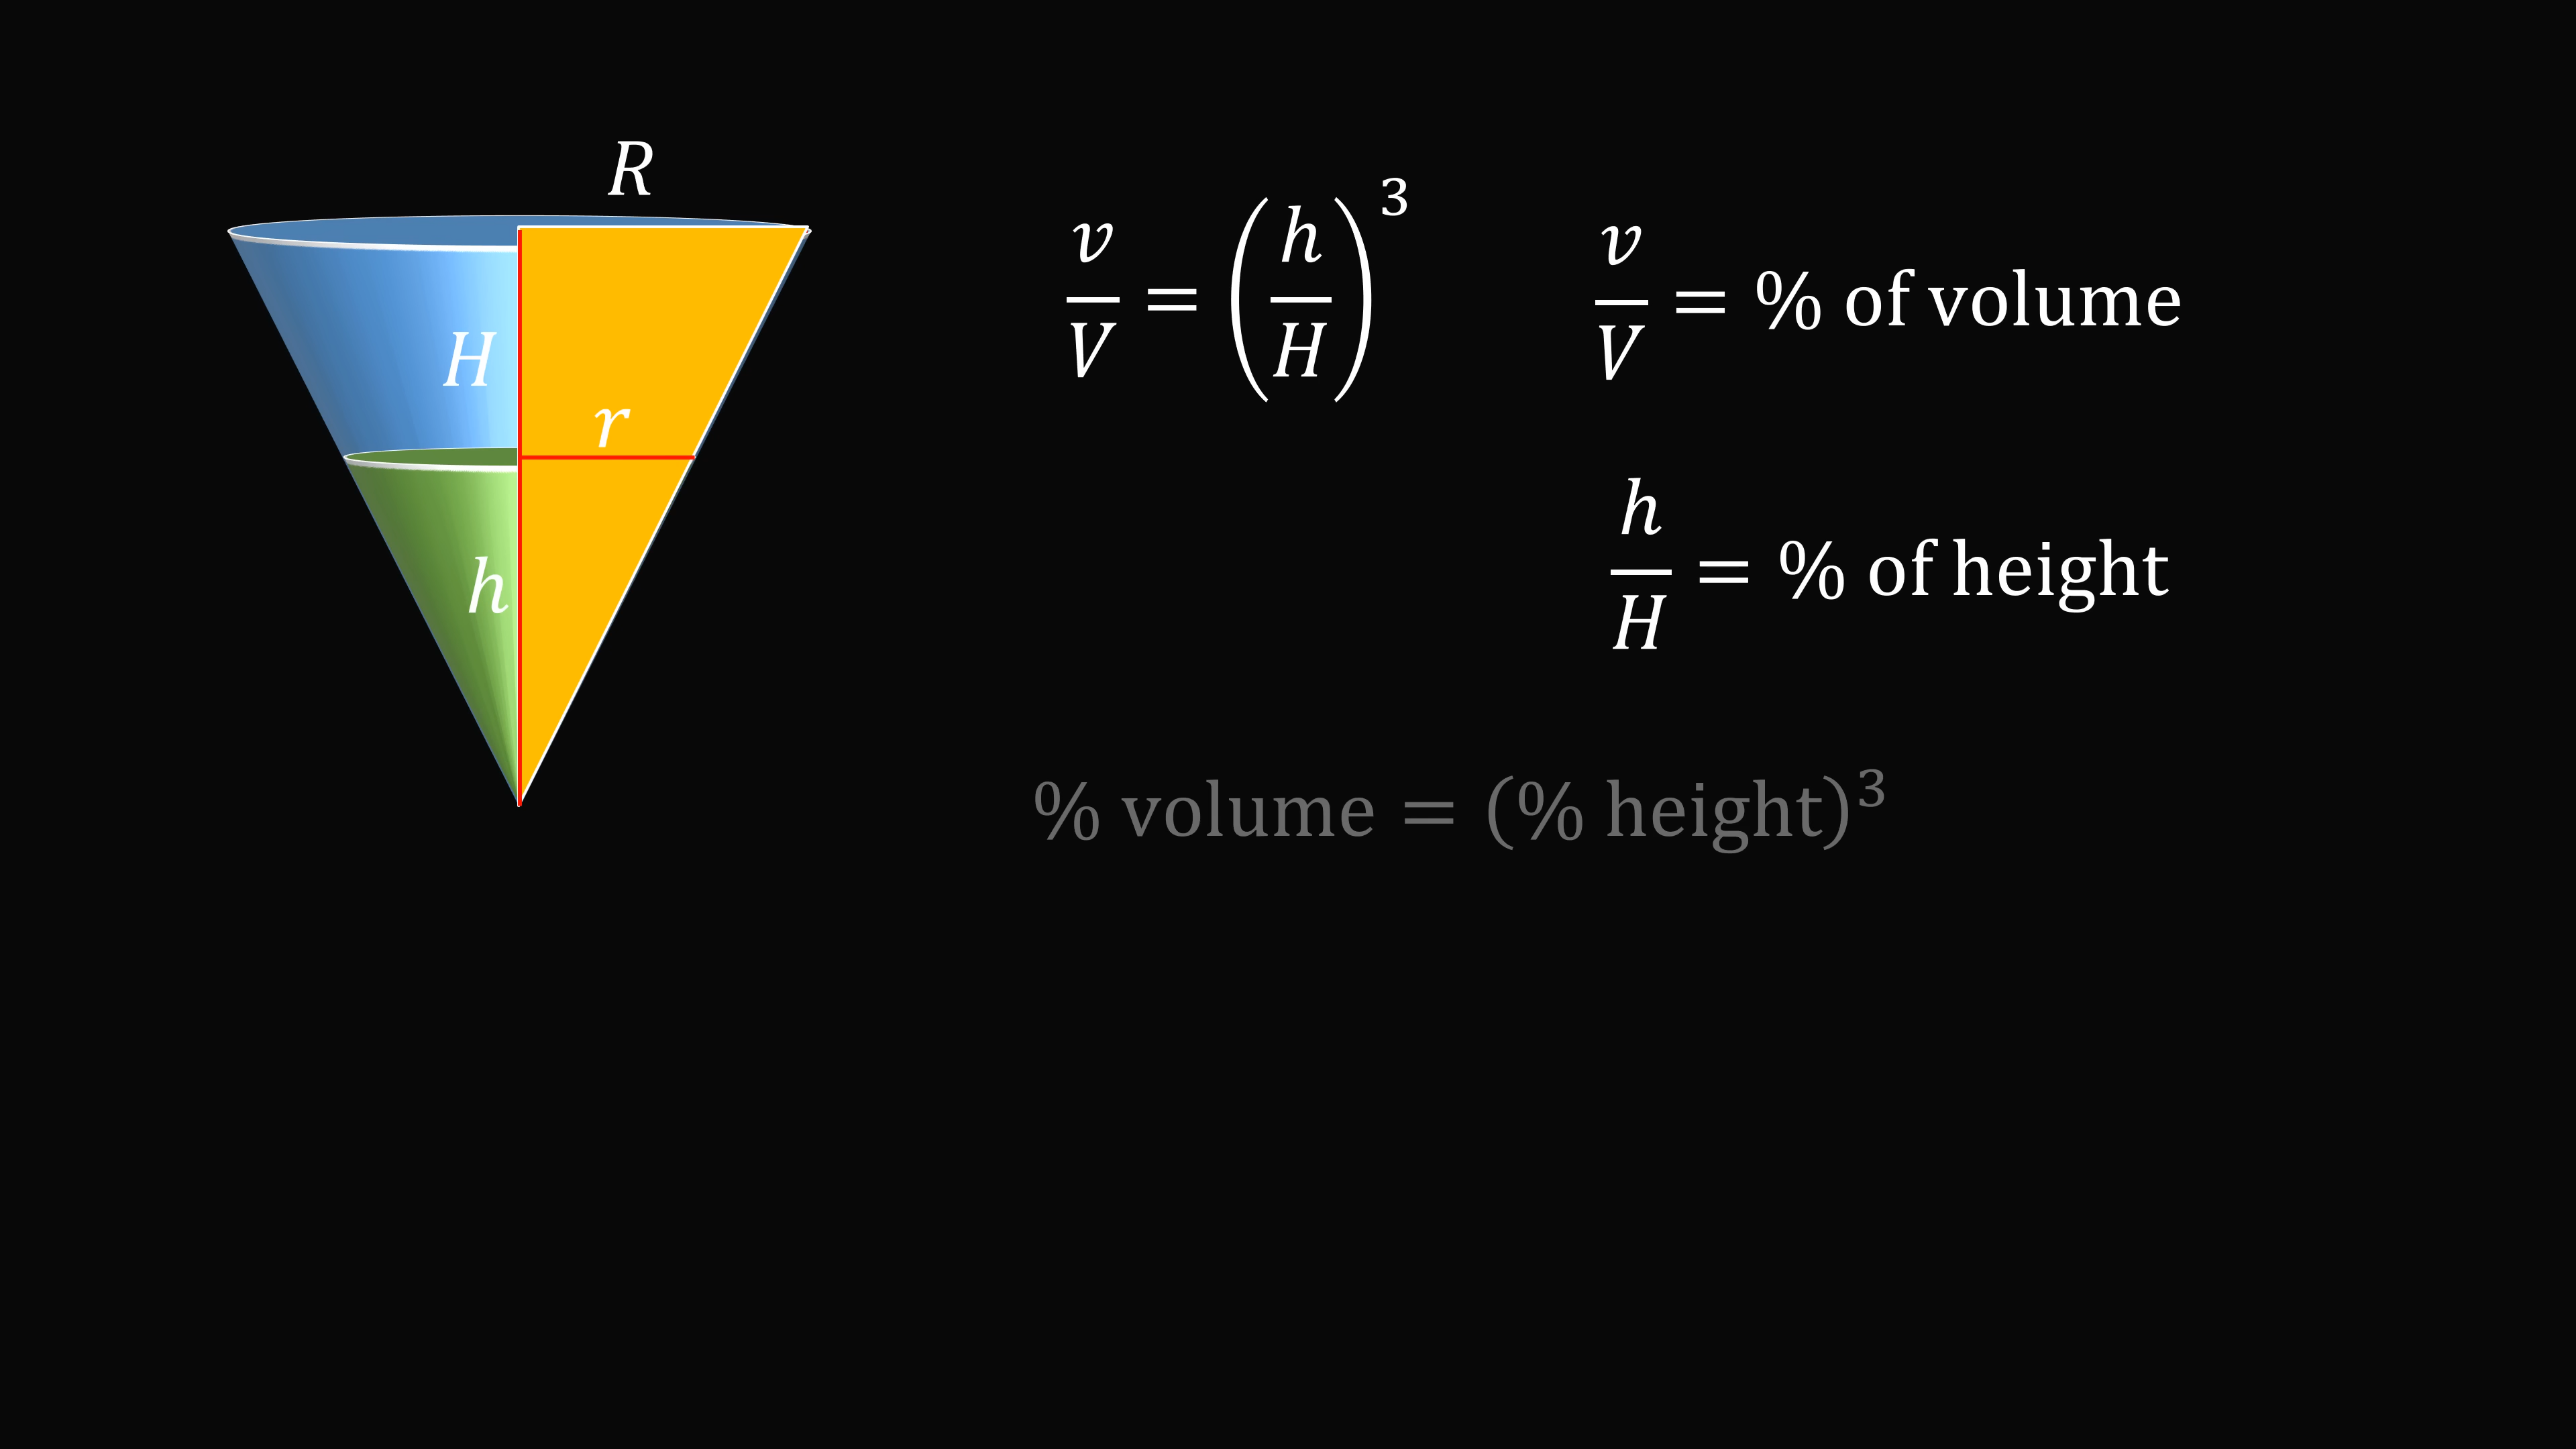 R
H
r
h
v/V = (h/H)³
v/V = % of volume
h/H = % of height
% volume = (% height)³